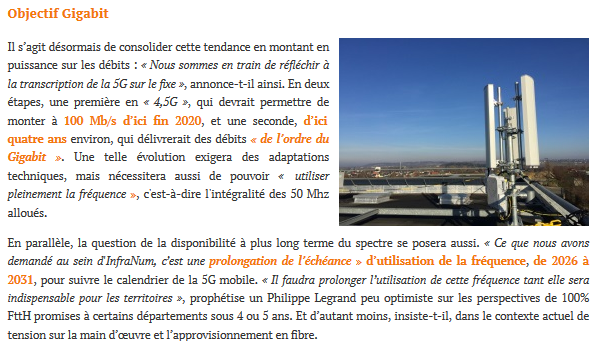 Objectif Gigabit
Il s’agit désormais de consolider cette tendance en montant en
puissance sur les débits : « Nous sommes en train de réfléchir à
la transcription de la 5G sur le fixe », annonce-t-il ainsi. En deux
étapes, une première en « 4,5G », qui devrait permettre de
monter à 100 Mb/s d’ici fin 2020, et une seconde, d’ici
quatre ans environ, qui délivrerait des débits « de l’ordre du
Gigabit ». Une telle évolution exigera des adaptations
techniques, mais nécessitera aussi de pouvoir « utiliser
pleinement la fréquence », c'est-à-dire l'intégralité des 50 Mhz
alloués.
En parallèle, la question de la disponibilité à plus long terme du spectre se posera aussi. « Ce que nous avons
demandé au sein d'InfraNum, c’est une prolongation de l’échéance » d’utilisation de la fréquence, de 2026 à
2031, pour suivre le calendrier de la 5G mobile. « Il faudra prolonger l’utilisation de cette fréquence tant elle sera
indispensable pour les territoires », prophétise un Philippe Legrand peu optimiste sur les perspectives de 100%
FttH promises à certains départements sous 4 ou 5 ans. Et d’autant moins, insiste-t-il, dans le contexte actuel de
tension sur la main d’œuvre et l’approvisionnement en fibre.